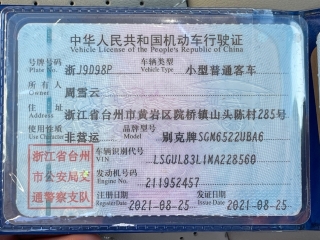 中华人民共和国机动车行驶证
Vehicle License of the People's Republic of China
号牌号码 浙J9D98P 车辆类型 小型普通客车
Plate No. Vehicle Type
所有人 周雪云
Owner
住址 浙江省台州市黄岩区院桥镇山头陈村285号
Address
使用性质 非营运 品牌型号 别克牌SGM6522UBA6
Use Character Model
浙江省台州 车辆识别代号 LSGUL83L1MA228560
VIN
市公安局交 发动机号码 211952457
Engine No.
通警察支队 注册日期 2021-08-25 发证日期 2021-08-25
Register Date Issue Date